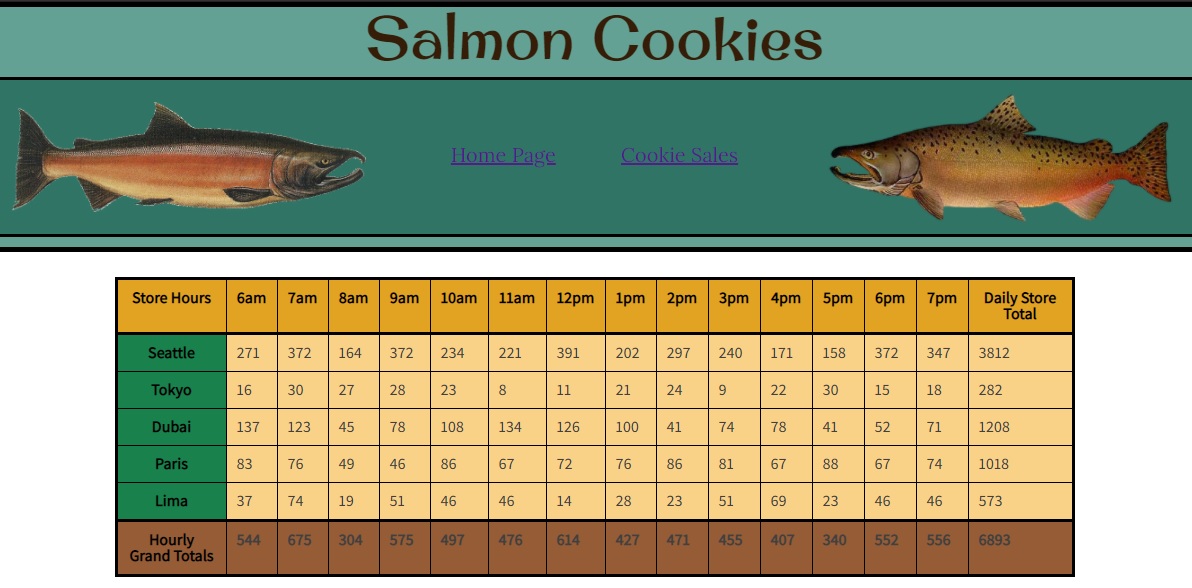 Salmon Cookies
Home Page Cookie Sales
Store Hours 6am 7am 8am 9am 10am 11am 12pm 1pm 2pm 3pm 4pm 5pm 6pm 7pm Daily Store
Total
Seattle 271 372 164 372 234 221 391 202 297 240 171 158 372 347 3812
Tokyo 16 30 27 28 23 8 11 21 24 9 22 30 15 18 282
Dubai 137 123 45 78 108 134 126 100 41 74 78 41 52 71 1208
Paris 83 76 49 46 86 67 72 76 86 81 67 88 67 74 1018
Lima 37 74 19 51 46 46 14 28 23 51 69 23 46 46 573
Hourly
Grand Totals 544 675 304 575 497 476 614 427 471 455 407 340 552 556 6893